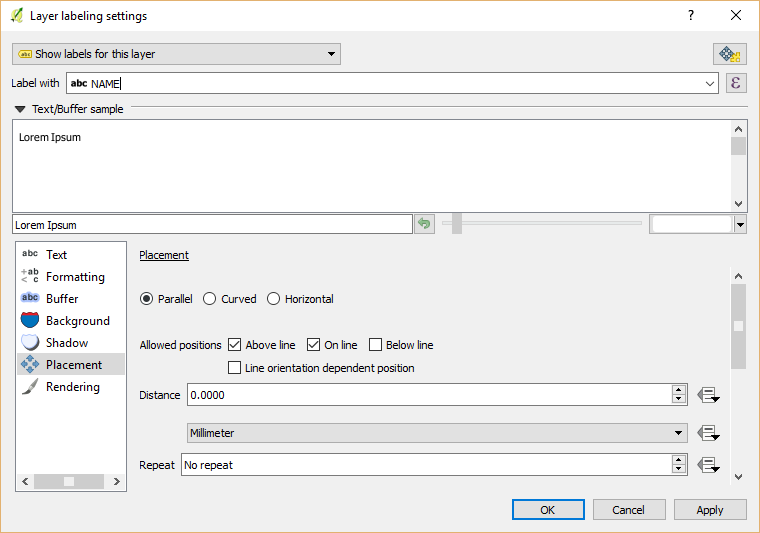 Layer labeling settings ?
abc Show labels for this layer
Label with abc NAME ε
Text/Buffer sample
Lorem Ipsum
Lorem Ipsum
abc Text
+ab < c Formatting
abc Buffer
Background
Shadow
Placement
Rendering
Placement
Parallel Curved Horizontal
Allowed positions Above line On line Below line
Line orientation dependent position
Distance 0.0000
Millimeter
Repeat No repeat
OK Cancel Apply